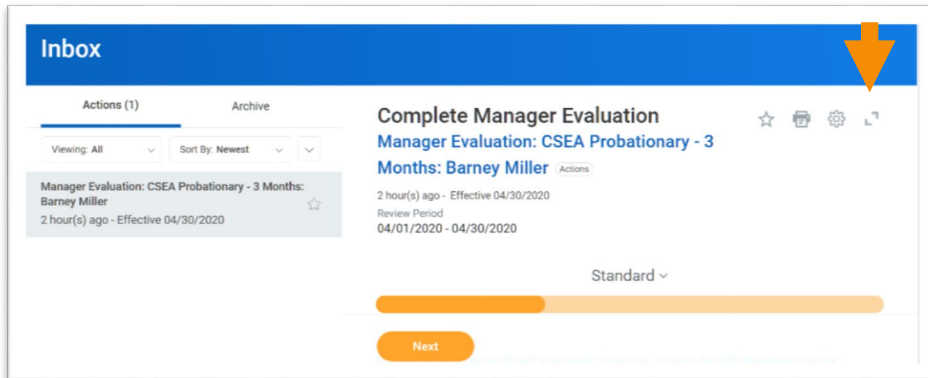 Inbox
Actions (1)
Archive
Viewing: All
Sort By: Newest
Manager Evaluation: CSEA Probationary - 3 Months:
Barney Miller
2 hour(s) ago - Effective 04/30/2020
Complete Manager Evaluation
Manager Evaluation: CSEA Probationary - 3
Months: Barney Miller Actions
2 hour(s) ago - Effective 04/30/2020
Review Period
04/01/2020 - 04/30/2020
Standard
Next